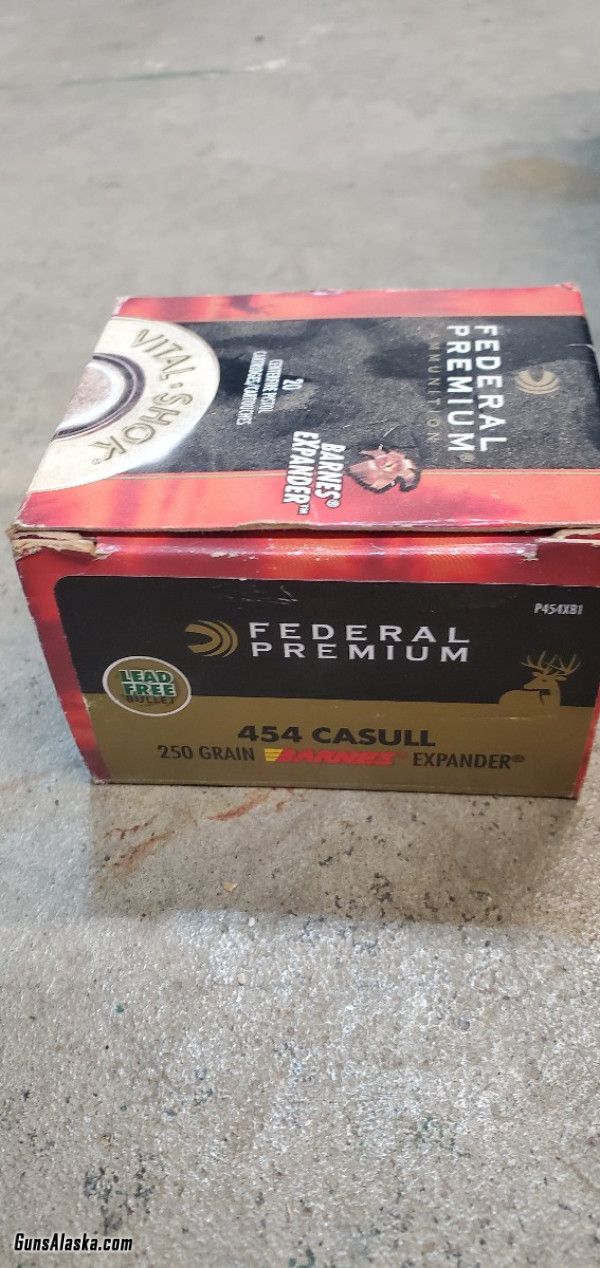 FEDERAL
PREMIUM®
AMMUNITION
VITAL·SHOK®
20
CENTERFIRE PISTOL
CARTRIDGES/CARTOUCHES
BARNES®
EXPANDER™
P454XB1
FEDERAL
PREMIUM
LEAD
FREE
BULLET
454 CASULL
250 GRAIN BARNES® EXPANDER®
GunsAlaska.com